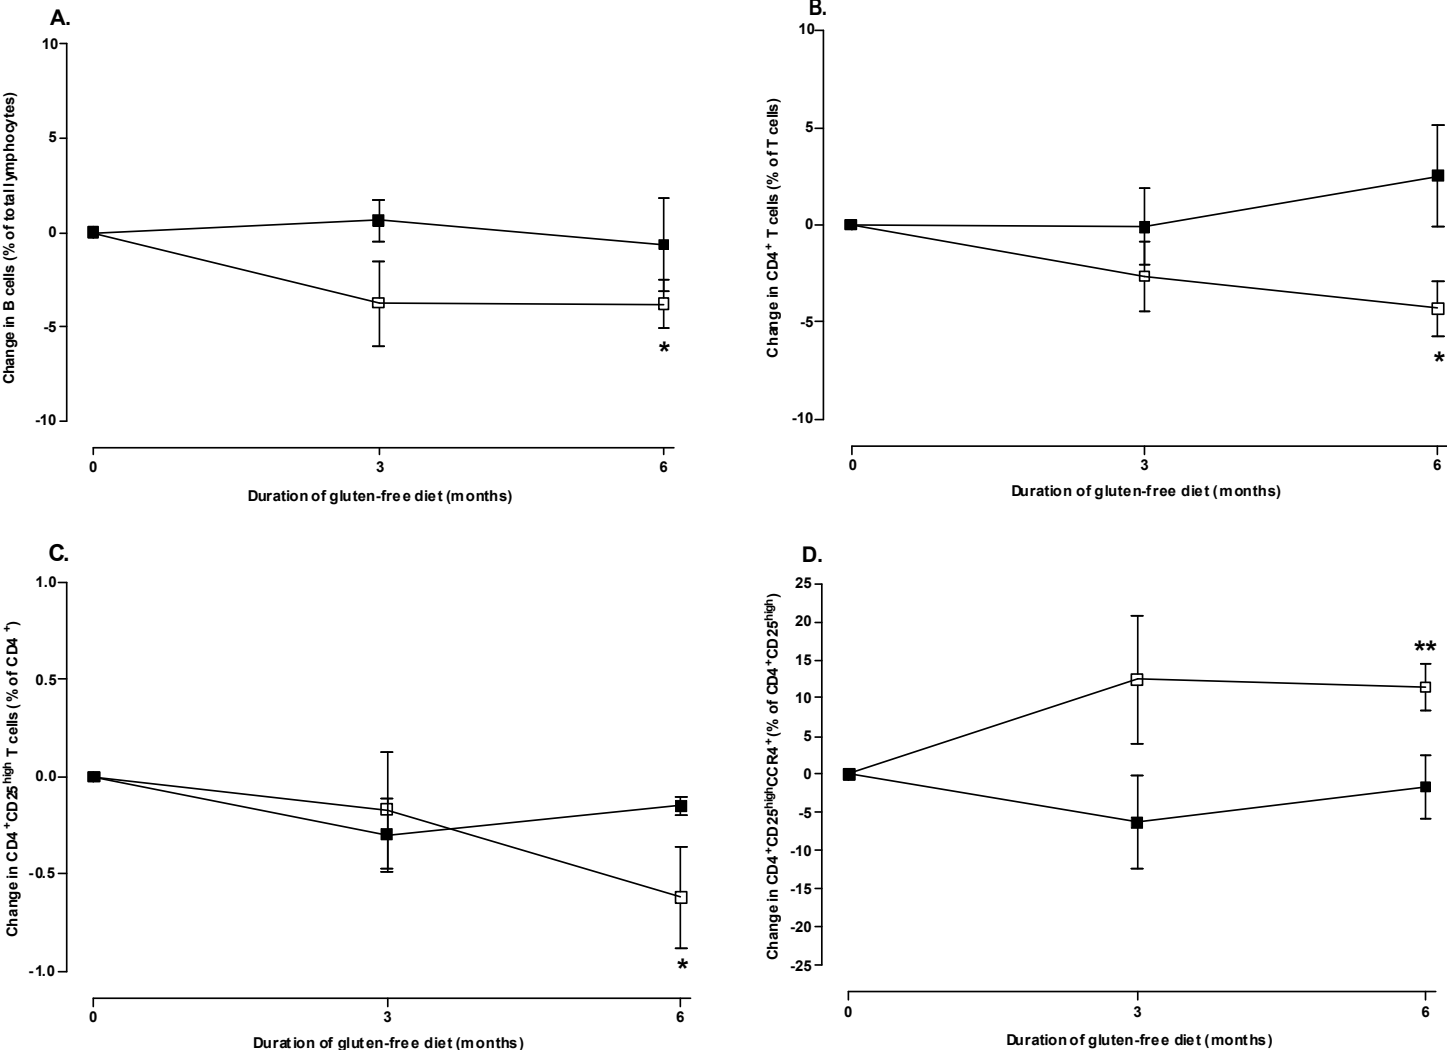 A.
Change in B cells (% of total lymphocytes)
10
5
0
-5
-10
0 3 6
*
Duration of gluten-free diet (months)
B.
Change in CD4+ T cells (% of T cells)
10
5
0
-5
-10
0 3 6
*
Duration of gluten-free diet (months)
C.
Change in CD4+CD25high T cells (% of CD4+)
1.0
0.5
0.0
-0.5
-1.0
0 3 6
*
Duration of gluten-free diet (months)
D.
Change in CD4+CD25highCCR4+ (% of CD4+CD25high)
25
20
15
10
5
0
-5
-10
-15
-20
-25
0 3 6
**
Duration of gluten-free diet (months)